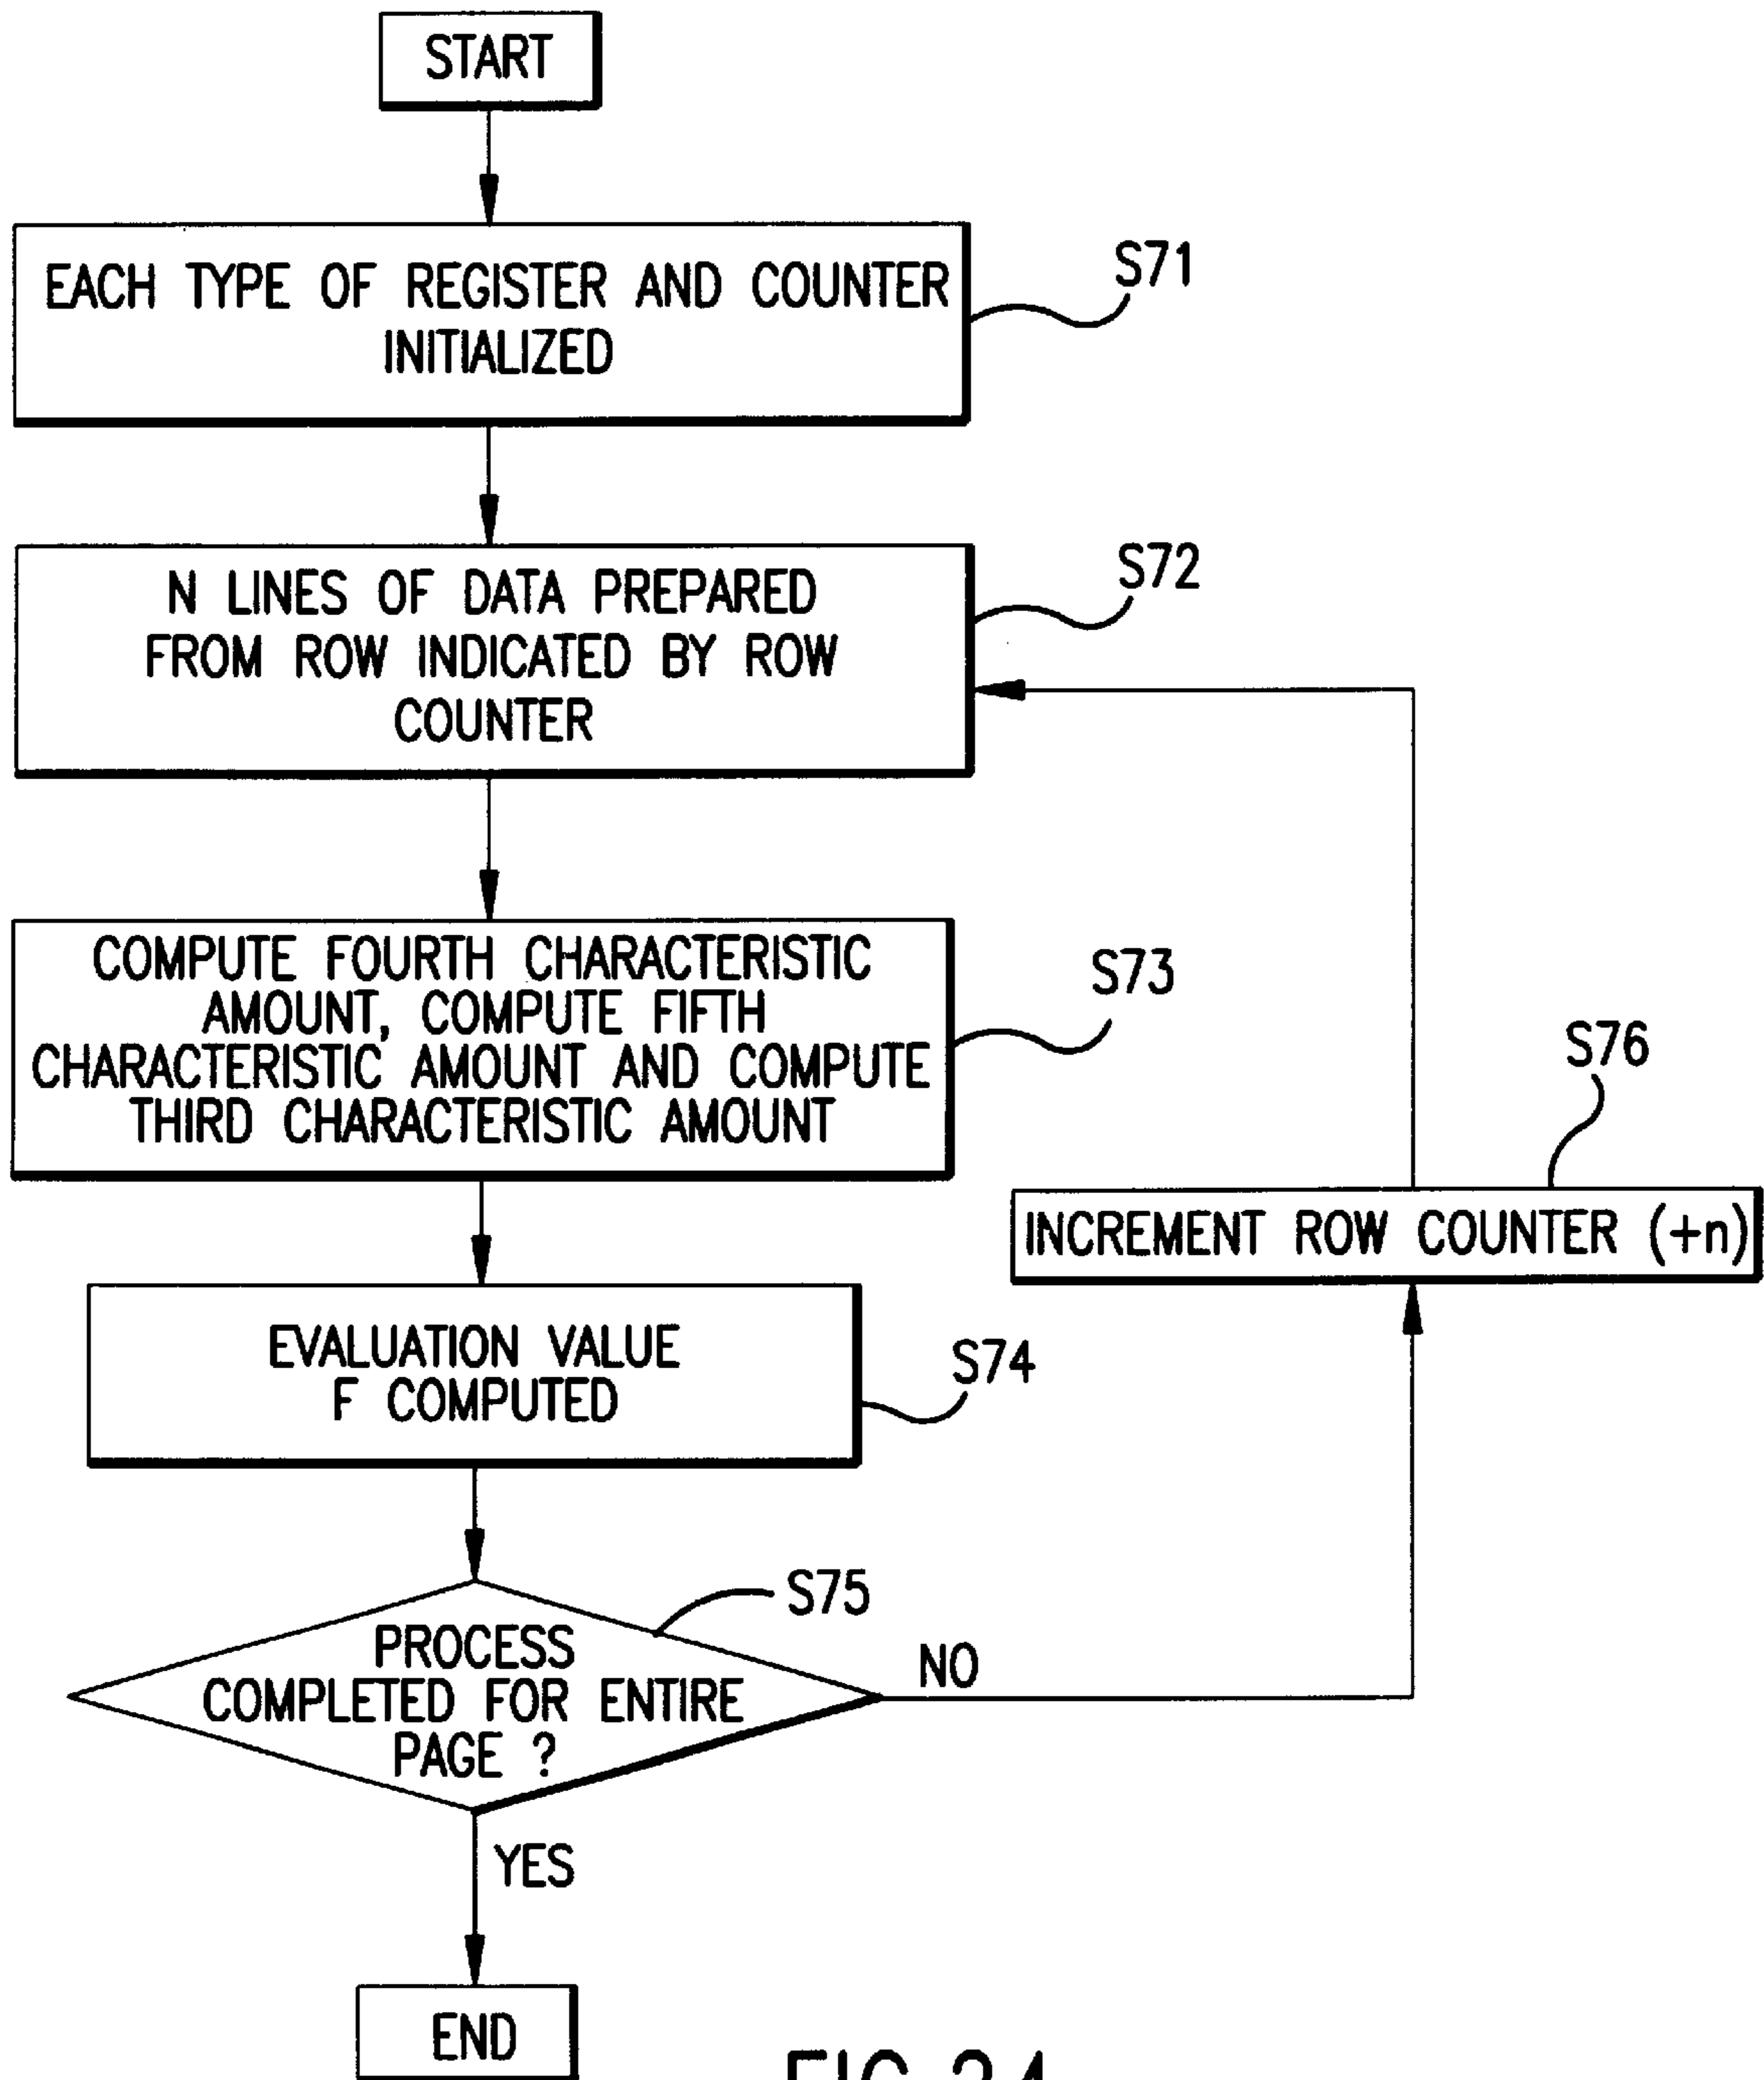 START
EACH TYPE OF REGISTER AND COUNTER
INITIALIZED
S71
N LINES OF DATA PREPARED
FROM ROW INDICATED BY ROW
COUNTER
S72
COMPUTE FOURTH CHARACTERISTIC
AMOUNT, COMPUTE FIFTH
CHARACTERISTIC AMOUNT AND COMPUTE
THIRD CHARACTERISTIC AMOUNT
S73
S76
INCREMENT ROW COUNTER (+n)
EVALUATION VALUE
F COMPUTED
S74
S75
PROCESS
COMPLETED FOR ENTIRE
PAGE ?
NO
YES
END